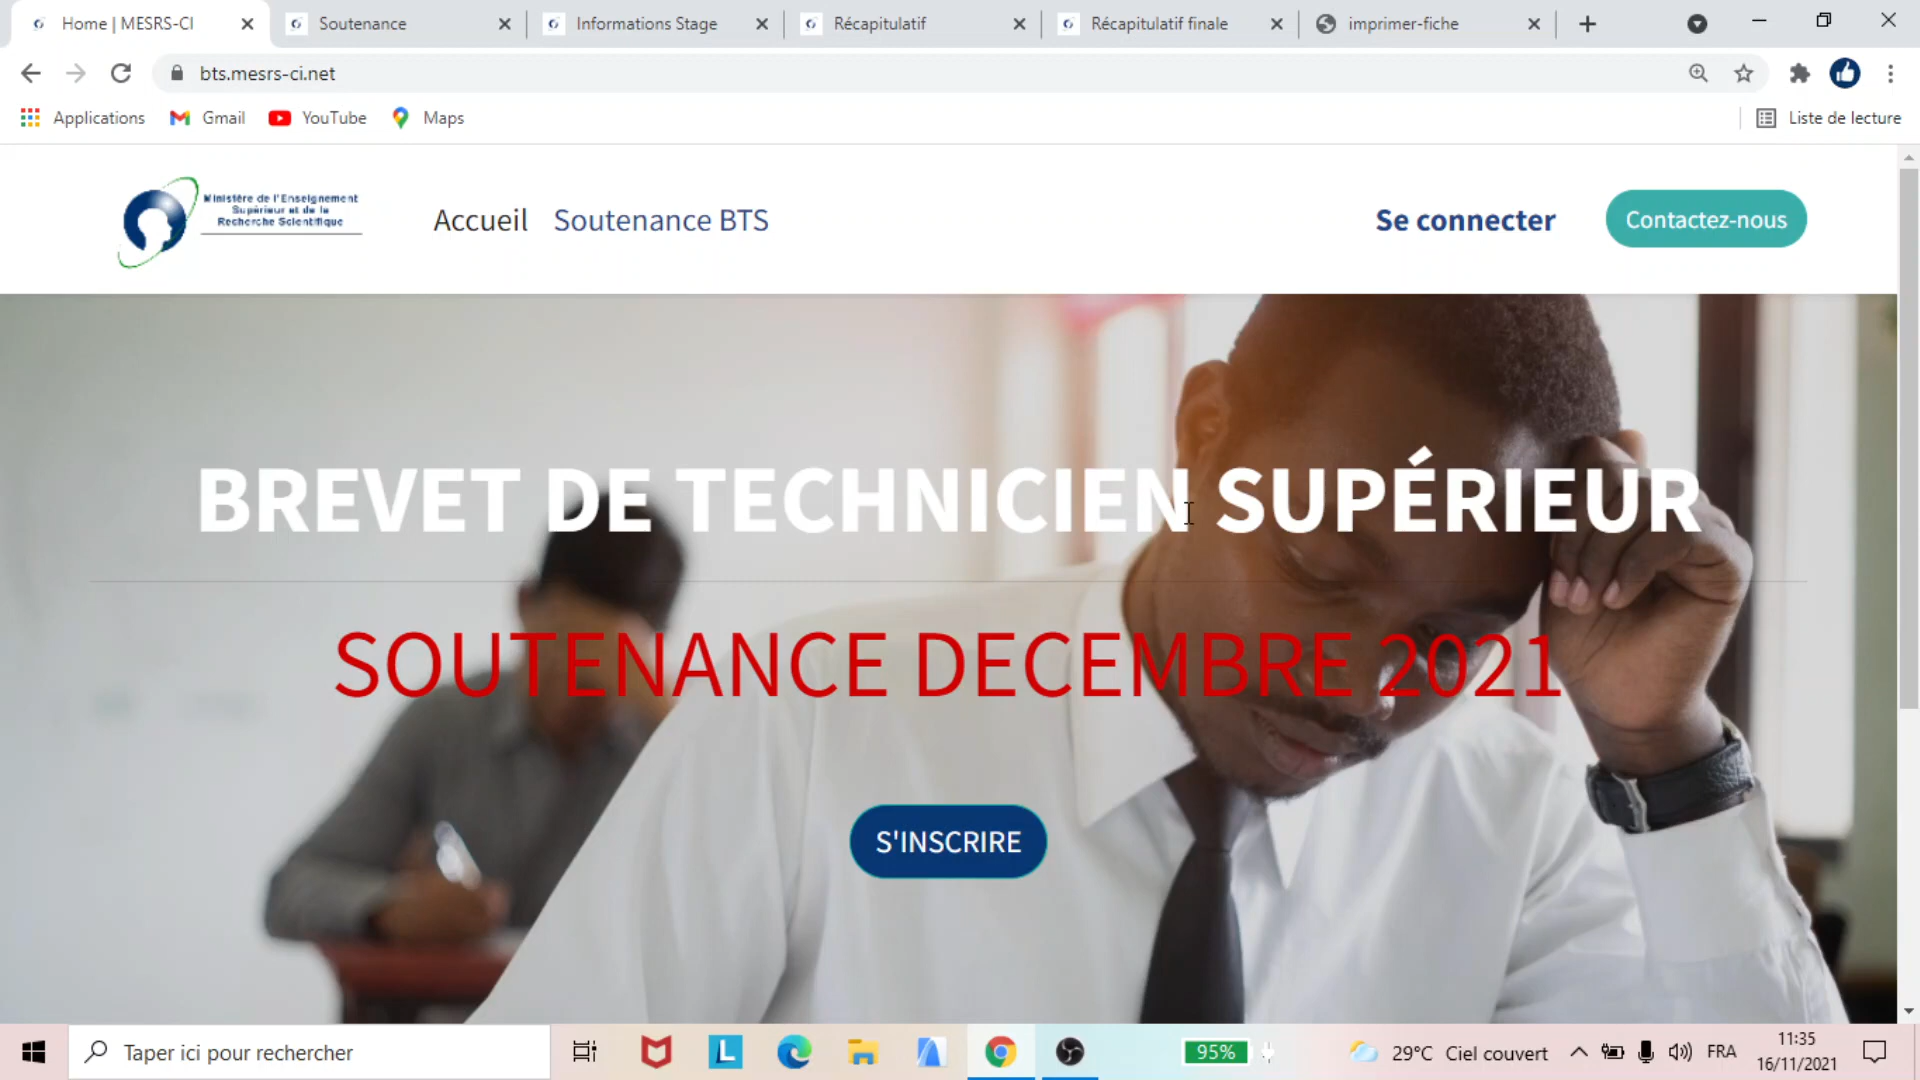 Home | MESRS-CI
Soutenance
Informations Stage
Récapitulatif
Récapitulatif finale
imprimer-fiche
bts.mesrs-ci.net
Applications
Gmail
YouTube
Maps
Liste de lecture
Ministère de l'Enseignement
Supérieur et de la
Recherche Scientifique
Accueil
Soutenance BTS
Se connecter
Contactez-nous
BREVET DE TECHNICIEN SUPÉRIEUR
SOUTENANCE DECEMBRE 2021
S'INSCRIRE
Taper ici pour rechercher
L
95%
29°C Ciel couvert
FRA
11:35
16/11/2021